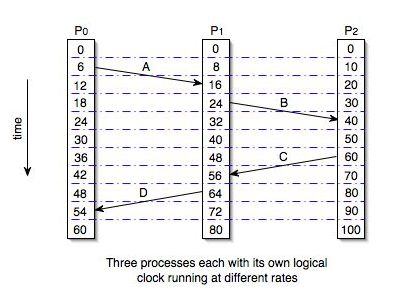 P0 P1 P2
0 0 0
6 A 8 10
12 16 20
18 24 B 30
24 32 40
30 40 50
36 48 C 60
42 56 70
48 D 64 80
54 72 90
60 80 100
time
Three processes each with its own logical
clock running at different rates